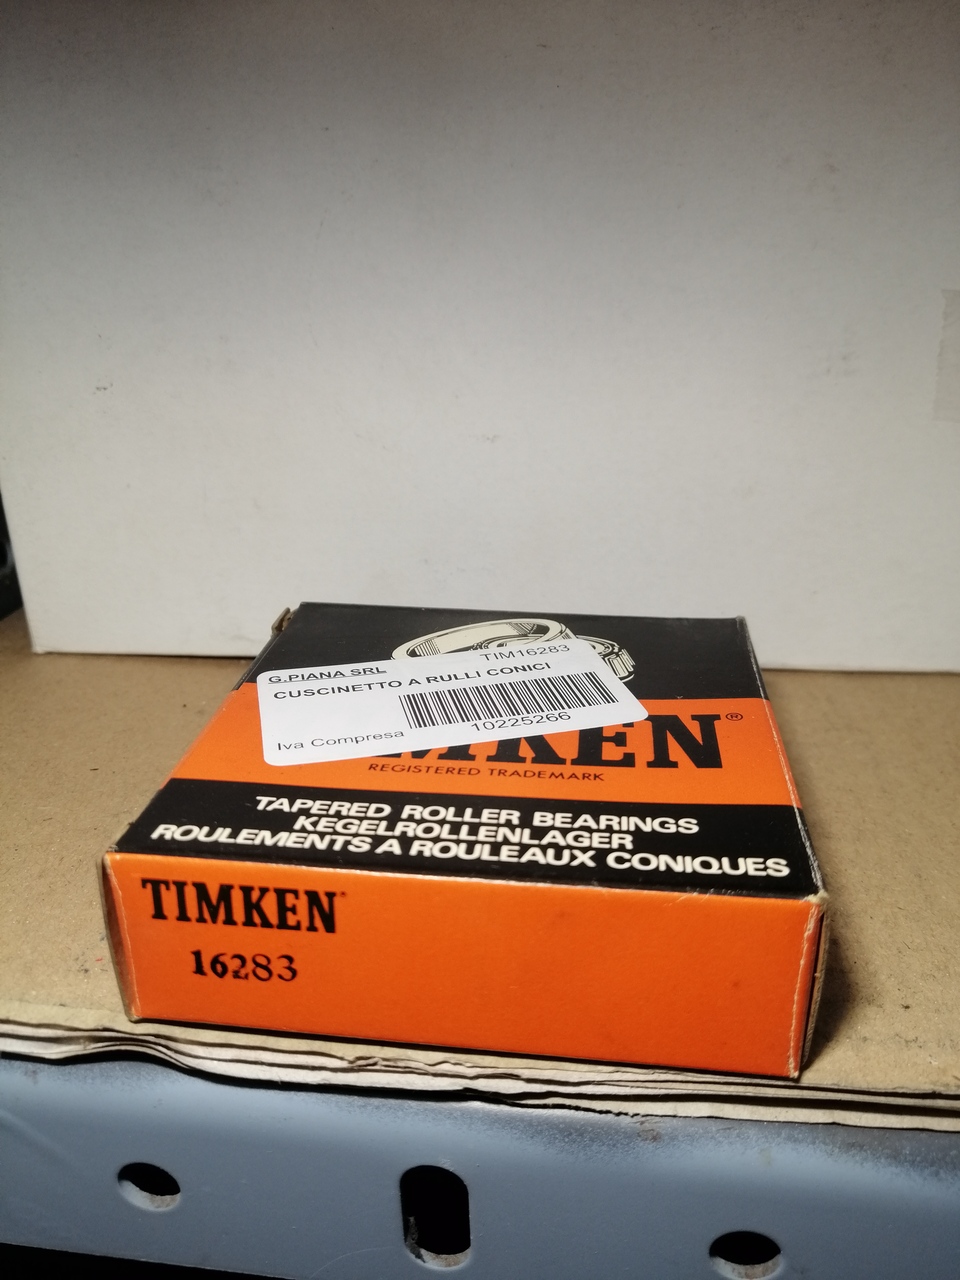 G.PIANA SRL
TIM16283
CUSCINETTO A RULLI CONICI
10225266
Iva Compresa
REGISTERED TRADEMARK
TAPERED ROLLER BEARINGS
KEGELROLLENLAGER
ROULEMENTS A ROULEAUX CONIQUES
TIMKEN
16283